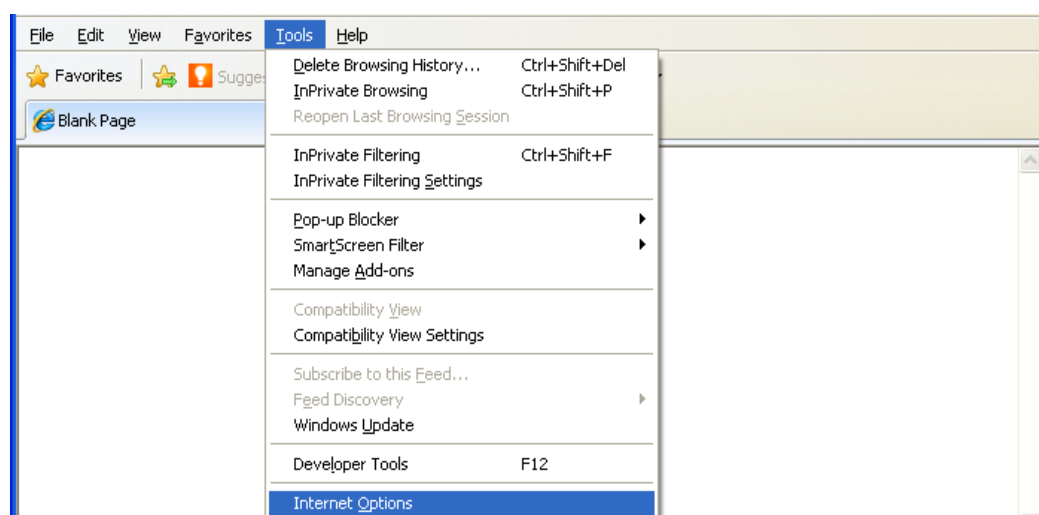 File Edit View Favorites Tools Help
Favorites
Blank Page
Delete Browsing History... Ctrl+Shift+Del
InPrivate Browsing Ctrl+Shift+P
Reopen Last Browsing Session
InPrivate Filtering Ctrl+Shift+F
InPrivate Filtering Settings
Pop-up Blocker
SmartScreen Filter
Manage Add-ons
Compatibility View
Compatibility View Settings
Subscribe to this Feed...
Feed Discovery
Windows Update
Developer Tools F12
Internet Options